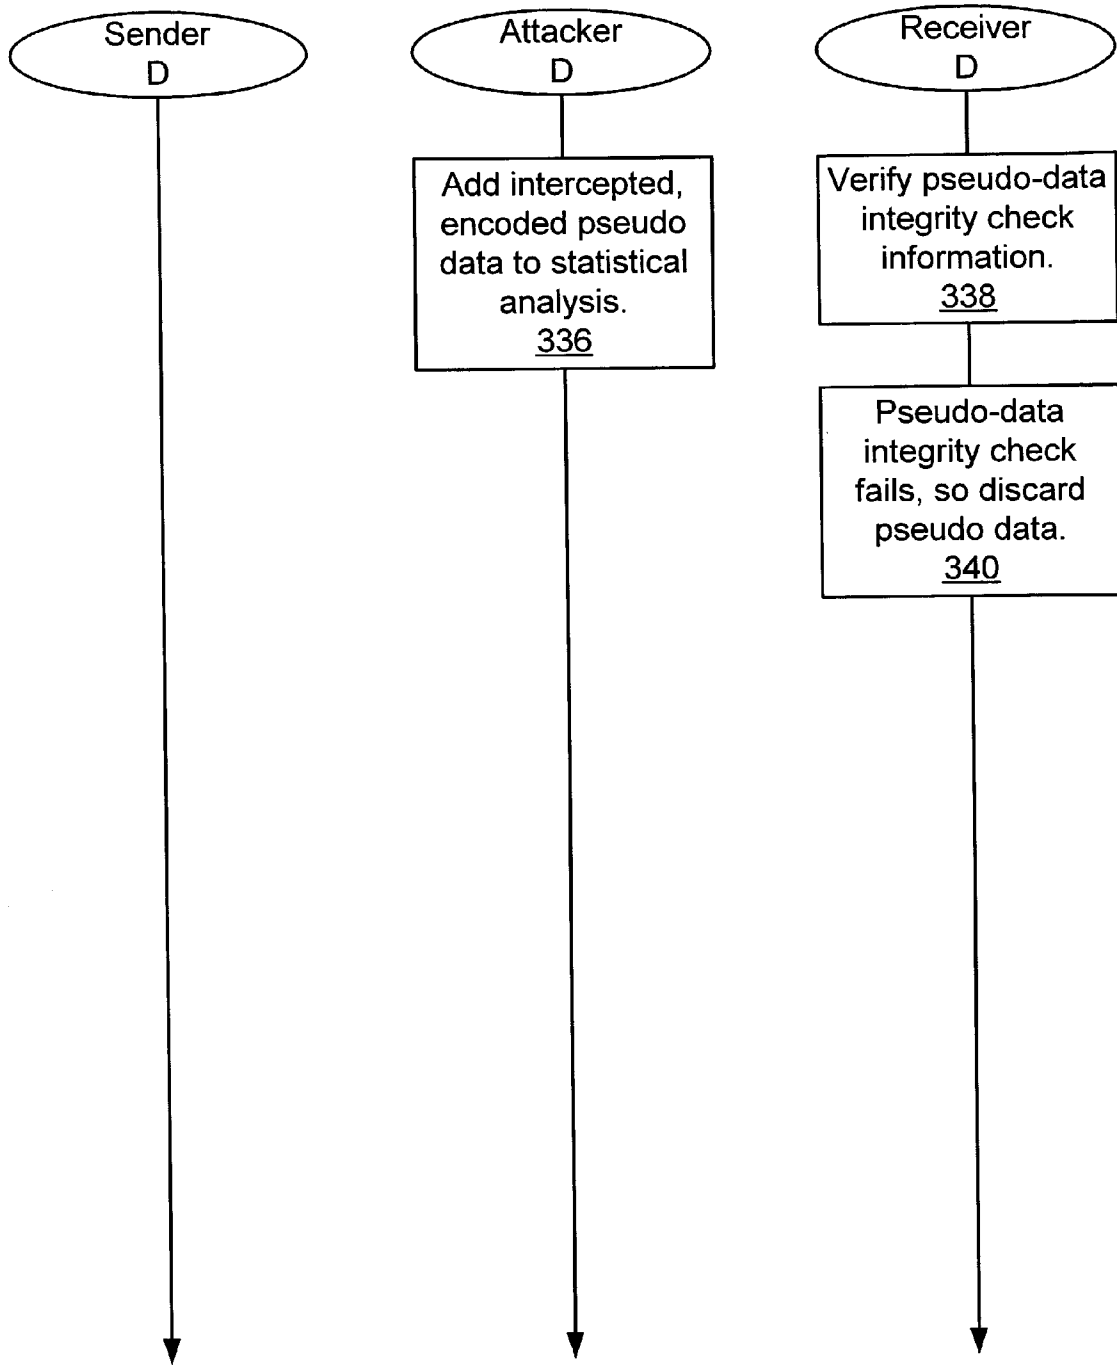 Sender
D
Attacker
D
Receiver
D
Add intercepted,
encoded pseudo
data to statistical
analysis.
336
Verify pseudo-data
integrity check
information.
338
Pseudo-data
integrity check
fails, so discard
pseudo data.
340